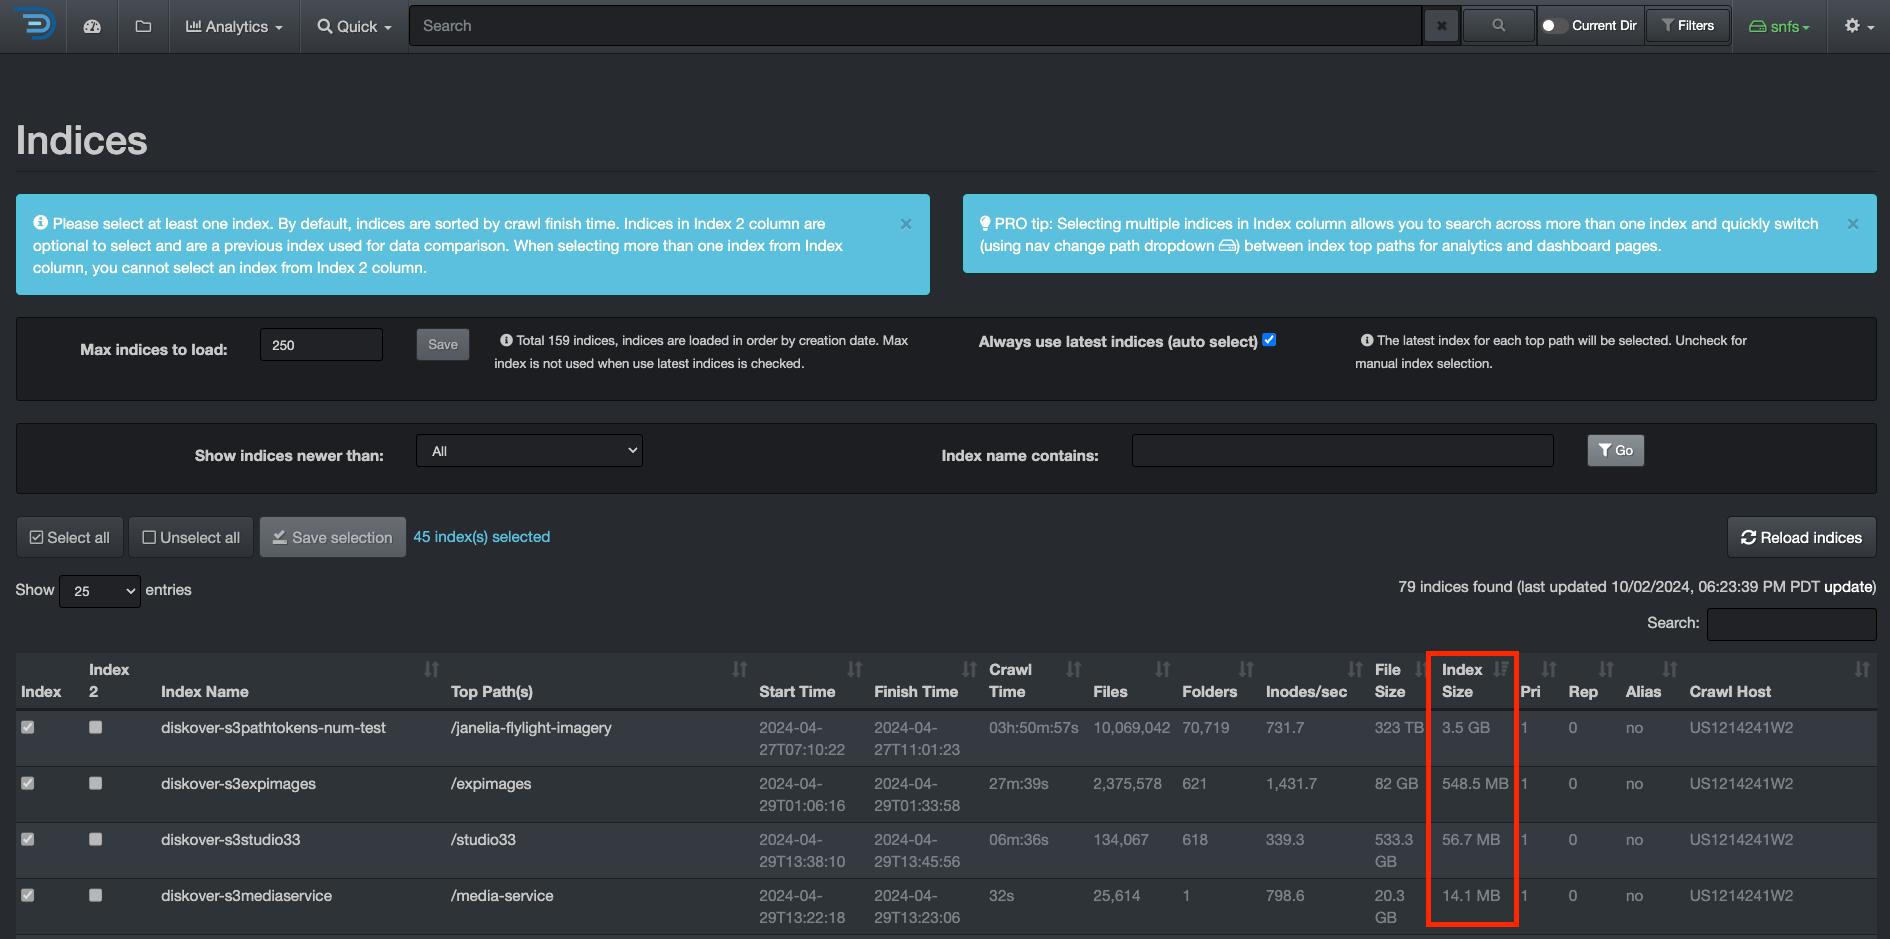 Analytics Quick Search Current Dir Filters snfs
Indices
Please select at least one index. By default, indices are sorted by crawl finish time. Indices in Index 2 column are
optional to select and are a previous index used for data comparison. When selecting more than one index from Index
column, you cannot select an index from Index 2 column.
×
PRO tip: Selecting multiple indices in Index column allows you to search across more than one index and quickly switch
(using nav change path dropdown ) between index top paths for analytics and dashboard pages.
×
Max indices to load: 250 Save
Total 159 indices, indices are loaded in order by creation date. Max
index is not used when use latest indices is checked.
Always use latest indices (auto select)
The latest index for each top path will be selected. Uncheck for
manual index selection.
Show indices newer than: All Index name contains: Go
Select all Unselect all Save selection 45 index(s) selected Reload indices
Show 25 entries
79 indices found (last updated 10/02/2024, 06:23:39 PM PDT update)
Search:
Index Index 2 Index Name Top Path(s) Start Time Finish Time Crawl Time Files Folders Inodes/sec File Size Index Size Pri Rep Alias Crawl Host
diskover-s3pathtokens-num-test /janelia-flylight-imagery 2024-04- 2024-04- 03h:50m:57s 10,069,042 70,719 731.7 323 TB 3.5 GB 1 0 no US1214241W2
27T07:10:22 27T11:01:23
diskover-s3expimages /expimages 2024-04- 2024-04- 27m:39s 2,375,578 621 1,431.7 82 GB 548.5 MB 1 0 no US1214241W2
29T01:06:16 29T01:33:58
diskover-s3studio33 /studio33 2024-04- 2024-04- 06m:36s 134,067 618 339.3 533.3 56.7 MB 1 0 no US1214241W2
29T13:38:10 29T13:45:56 GB
diskover-s3mediaservice /media-service 2024-04- 2024-04- 32s 25,614 1 798.6 20.3 14.1 MB 1 0 no US1214241W2
29T13:22:18 29T13:23:06 GB